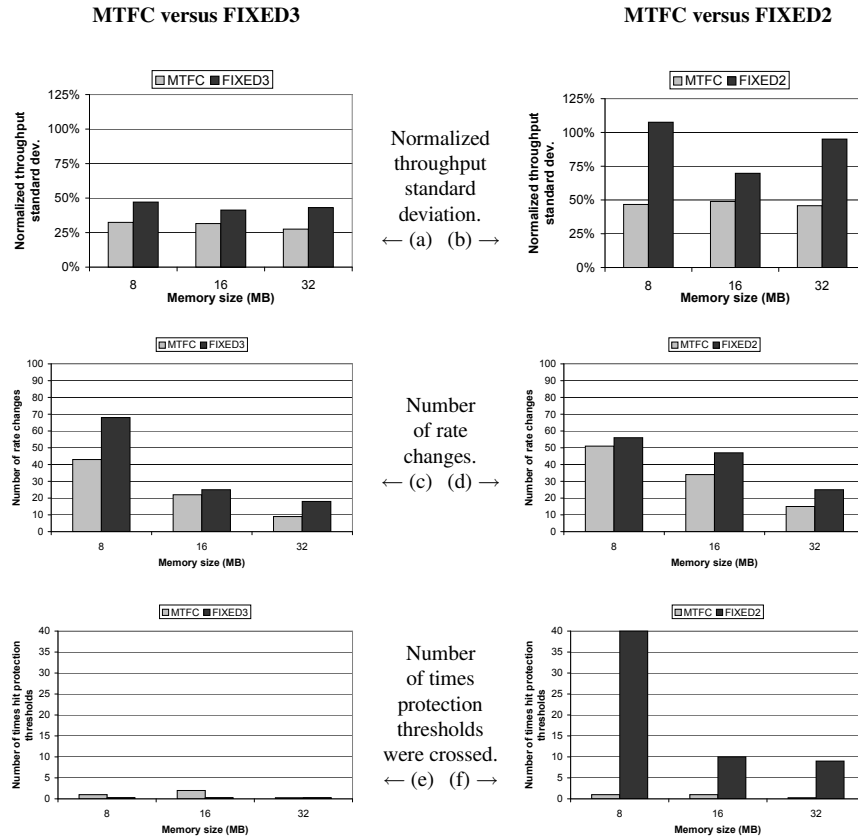 MTFC versus FIXED3
MTFC versus FIXED2
MTFC FIXED3
Normalized throughput
standard dev.
125%
100%
75%
50%
25%
0%
8 16 32
Memory size (MB)
Normalized
throughput
standard
deviation.
← (a) (b) →
MTFC FIXED2
Normalized throughput
standard dev.
125%
100%
75%
50%
25%
0%
8 16 32
Memory size (MB)
MTFC FIXED3
Number of rate changes
100
90
80
70
60
50
40
30
20
10
0
8 16 32
Memory size (MB)
Number
of rate
changes.
← (c) (d) →
MTFC FIXED2
Number of rate changes
100
90
80
70
60
50
40
30
20
10
0
8 16 32
Memory size (MB)
MTFC FIXED3
Number of times hit protection
thresholds
40
35
30
25
20
15
10
5
0
8 16 32
Memory size (MB)
Number
of times
protection
thresholds
were crossed.
← (e) (f) →
MTFC FIXED2
Number of times hit protection
thresholds
40
35
30
25
20
15
10
5
0
8 16 32
Memory size (MB)